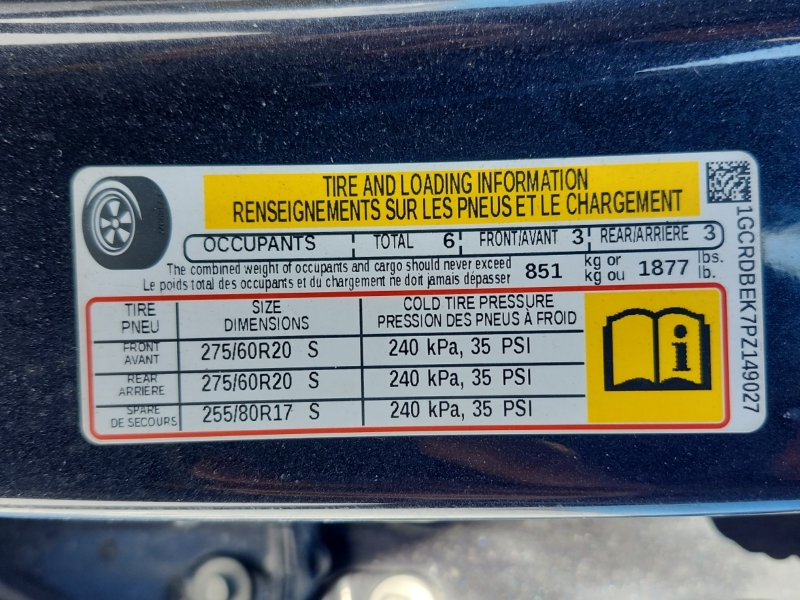 TIRE AND LOADING INFORMATION
RENSEIGNEMENTS SUR LES PNEUS ET LE CHARGEMENT
OCCUPANTS TOTAL 6 FRONT/AVANT 3 REAR/ARRIÈRE 3
The combined weight of occupants and cargo should never exceed 851 kg or 1877 lbs.
Le poids total des occupants et du chargement ne doit jamais dépasser kg ou lb.
TIRE SIZE COLD TIRE PRESSURE
PNEU DIMENSIONS PRESSION DES PNEUS À FROID
FRONT
AVANT 275/60R20 S 240 kPa, 35 PSI
REAR
ARRIERE 275/60R20 S 240 kPa, 35 PSI
SPARE
DE SECOURS 255/80R17 S 240 kPa, 35 PSI
1GCRDBEK7PZ149027